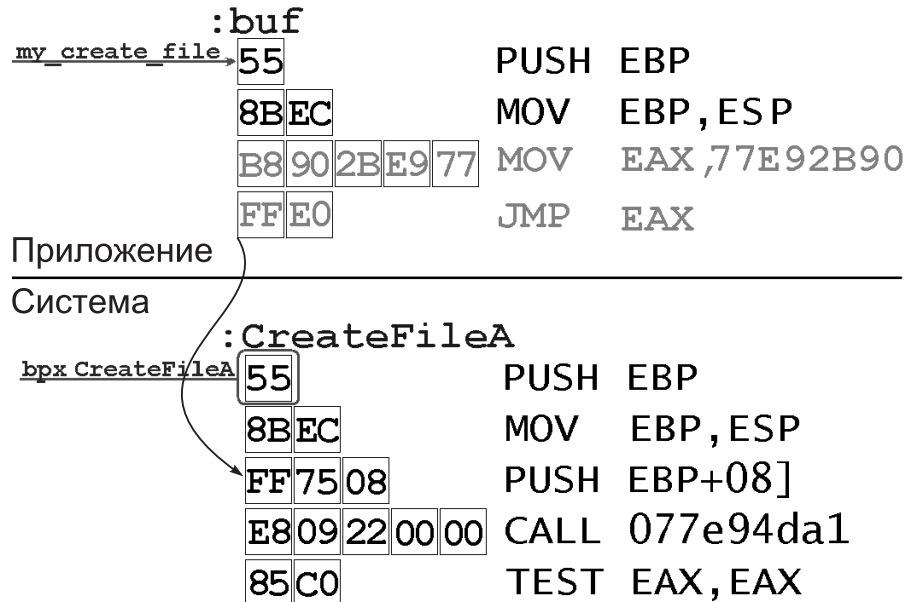 :buf
my_create_file 55 PUSH EBP
8B EC MOV EBP,ESP
B8 90 2B E9 77 MOV EAX,77E92B90
FF E0 JMP EAX
Приложение
Система
:CreateFileA
bpx CreateFileA 55 PUSH EBP
8B EC MOV EBP,ESP
FF 75 08 PUSH EBP+08]
E8 09 22 00 00 CALL 077e94da1
85 C0 TEST EAX,EAX